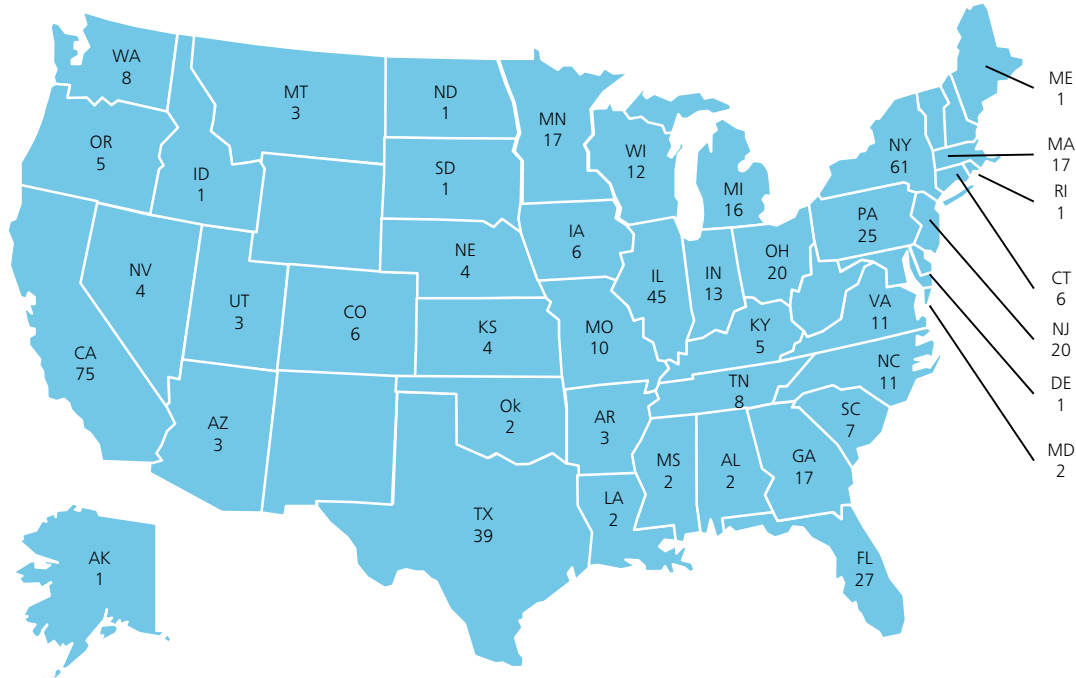 WA
8
MT
3
ND
1
MN
17
ME
1
OR
5
ID
1
SD
1
WI
12
MI
16
NY
61
MA
17
RI
1
NV
4
UT
3
CO
6
NE
4
IA
6
IL
45
IN
13
OH
20
PA
25
CT
6
NJ
20
CA
75
KS
4
MO
10
KY
5
VA
11
DE
1
AZ
3
Ok
2
AR
3
TN
8
NC
11
SC
7
MD
2
TX
39
LA
2
MS
2
AL
2
GA
17
FL
27
AK
1